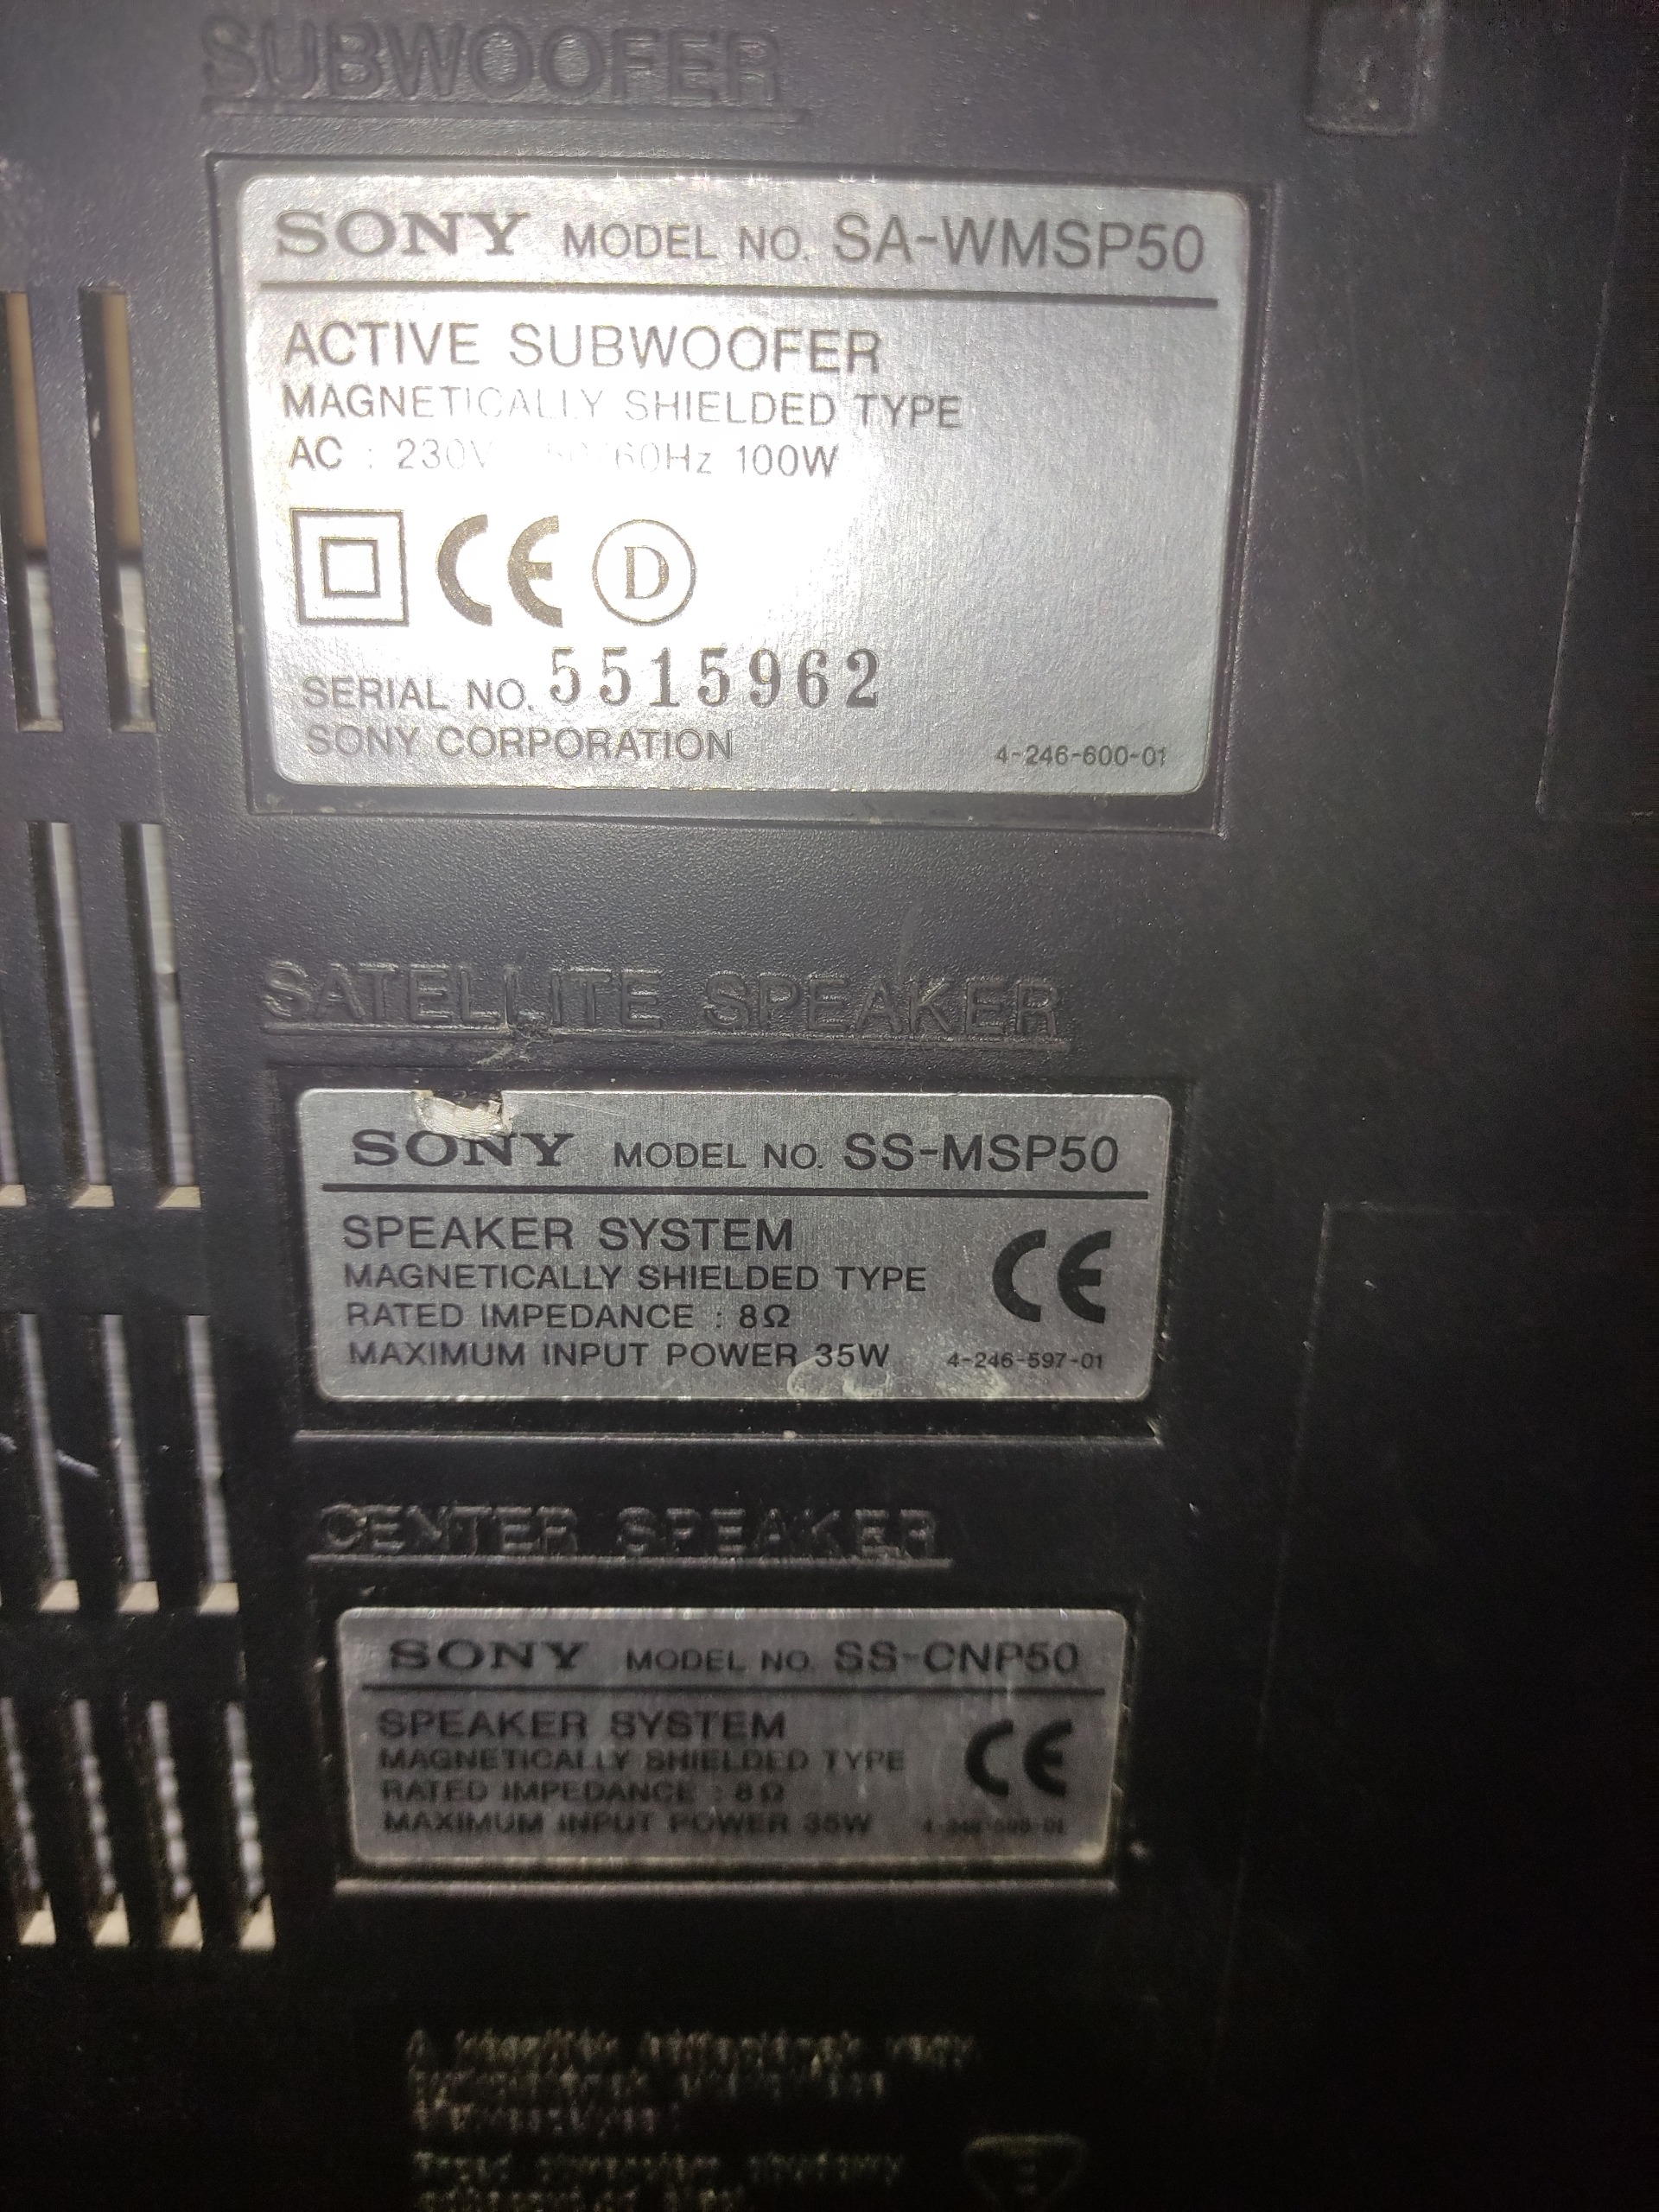 SUBWOOFER
SONY MODEL NO. SA-WMSP50
ACTIVE SUBWOOFER
MAGNETICALLY SHIELDED TYPE
AC : 230V 60Hz 100W
CE D
SERIAL NO. 5515962
SONY CORPORATION 4-246-600-01
SATELLITE SPEAKER
SONY MODEL NO. SS-MSP50
SPEAKER SYSTEM
MAGNETICALLY SHIELDED TYPE CE
RATED IMPEDANCE : 8Ω
MAXIMUM INPUT POWER 35W 4-246-597-01
CENTER SPEAKER
SONY MODEL NO. SS-CNP50
SPEAKER SYSTEM
MAGNETICALLY SHIELDED TYPE CE
RATED IMPEDANCE : 8Ω
MAXIMUM INPUT POWER 35W